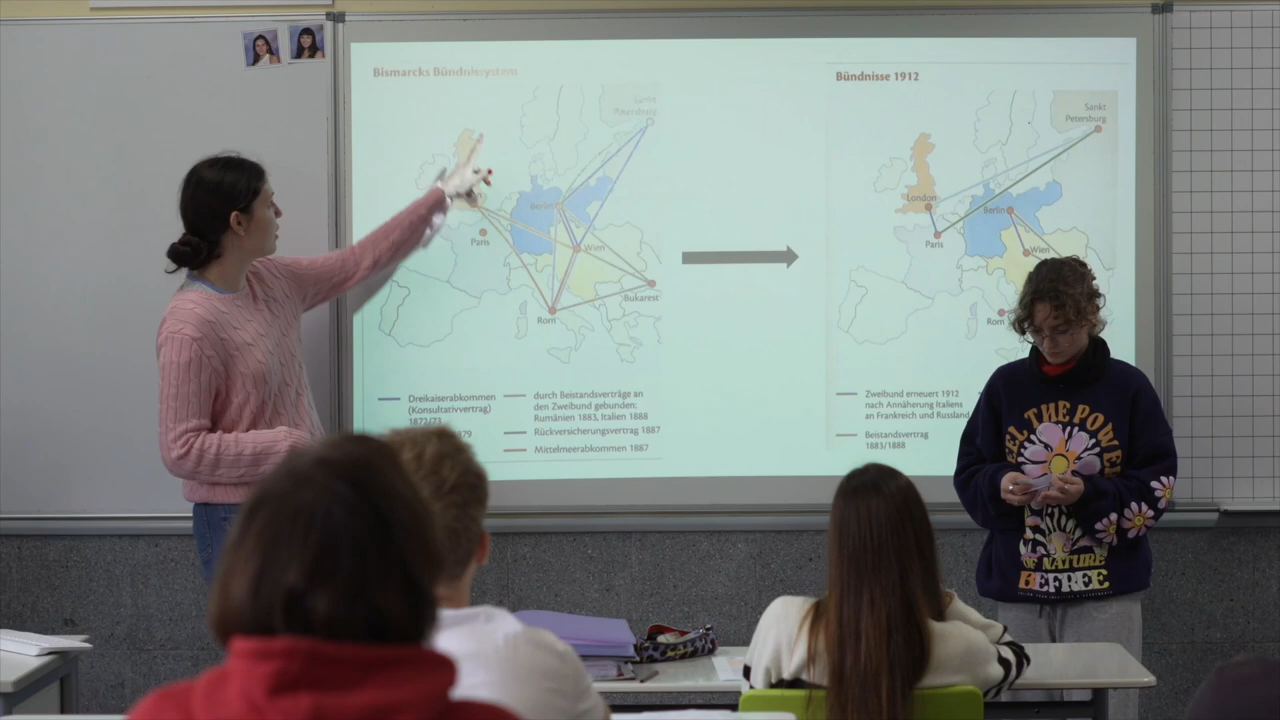 Bismarcks Bündnissystem
Sankt
Petersburg
Berlin
Paris
Wien
Bukarest
Rom
Dreikaiserabkommen
(Konsultativvertrag)
1872/73
durch Beistandsverträge an
den Zweibund gebunden:
Rumänien 1883, Italien 1888
Rückversicherungsvertrag 1887
Mittelmeerabkommen 1887
Bündnisse 1912
Sankt
Petersburg
London
Berlin
Paris
Wien
Rom
Zweibund erneuert 1912
nach Annäherung Italiens
an Frankreich und Russland
Beistandsvertrag
1883/1888
THE POWER
OF NATURE
BEFREE